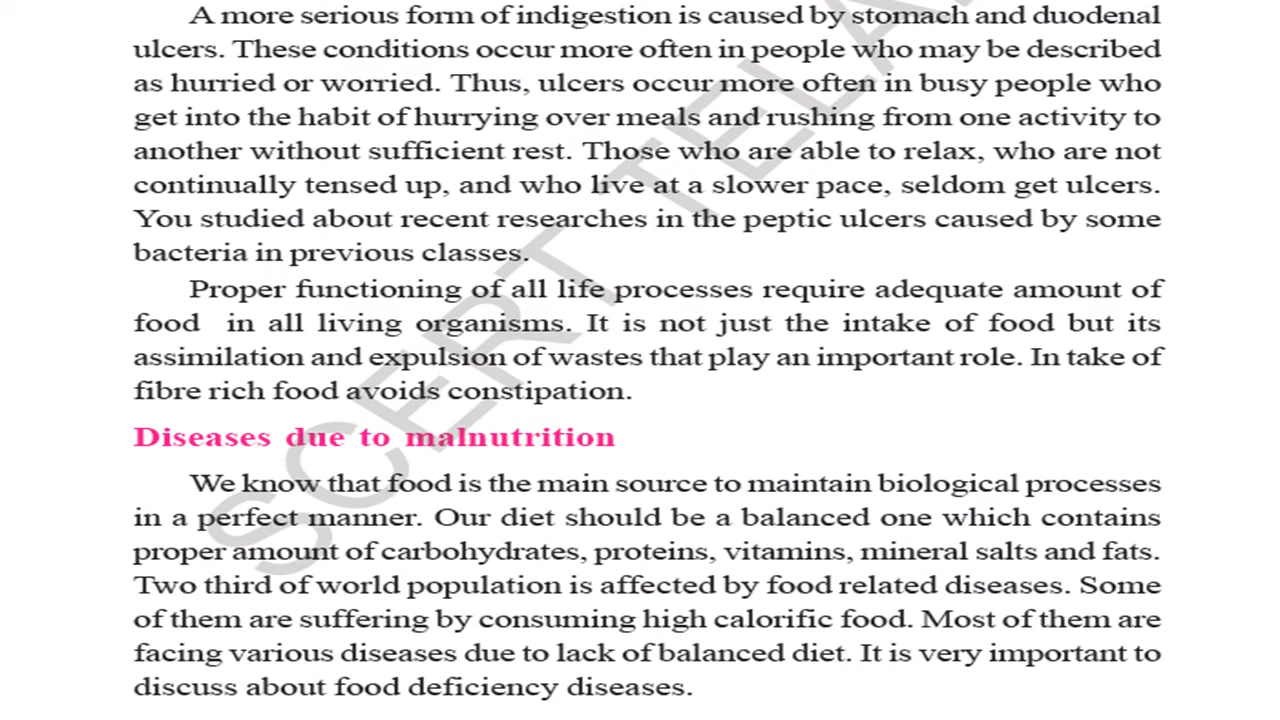 A more serious form of indigestion is caused by stomach and duodenal
ulcers. These conditions occur more often in people who may be described
as hurried or worried. Thus, ulcers occur more often in busy people who
get into the habit of hurrying over meals and rushing from one activity to
another without sufficient rest. Those who are able to relax, who are not
continually tensed up, and who live at a slower pace, seldom get ulcers.
You studied about recent researches in the peptic ulcers caused by some
bacteria in previous classes.
Proper functioning of all life processes require adequate amount of
food in all living organisms. It is not just the intake of food but its
assimilation and expulsion of wastes that play an important role. In take of
fibre rich food avoids constipation.
Diseases due to malnutrition
We know that food is the main source to maintain biological processes
in a perfect manner. Our diet should be a balanced one which contains
proper amount of carbohydrates, proteins, vitamins, mineral salts and fats.
Two third of world population is affected by food related diseases. Some
of them are suffering by consuming high calorific food. Most of them are
facing various diseases due to lack of balanced diet. It is very important to
discuss about food deficiency diseases.
SCERT TELA